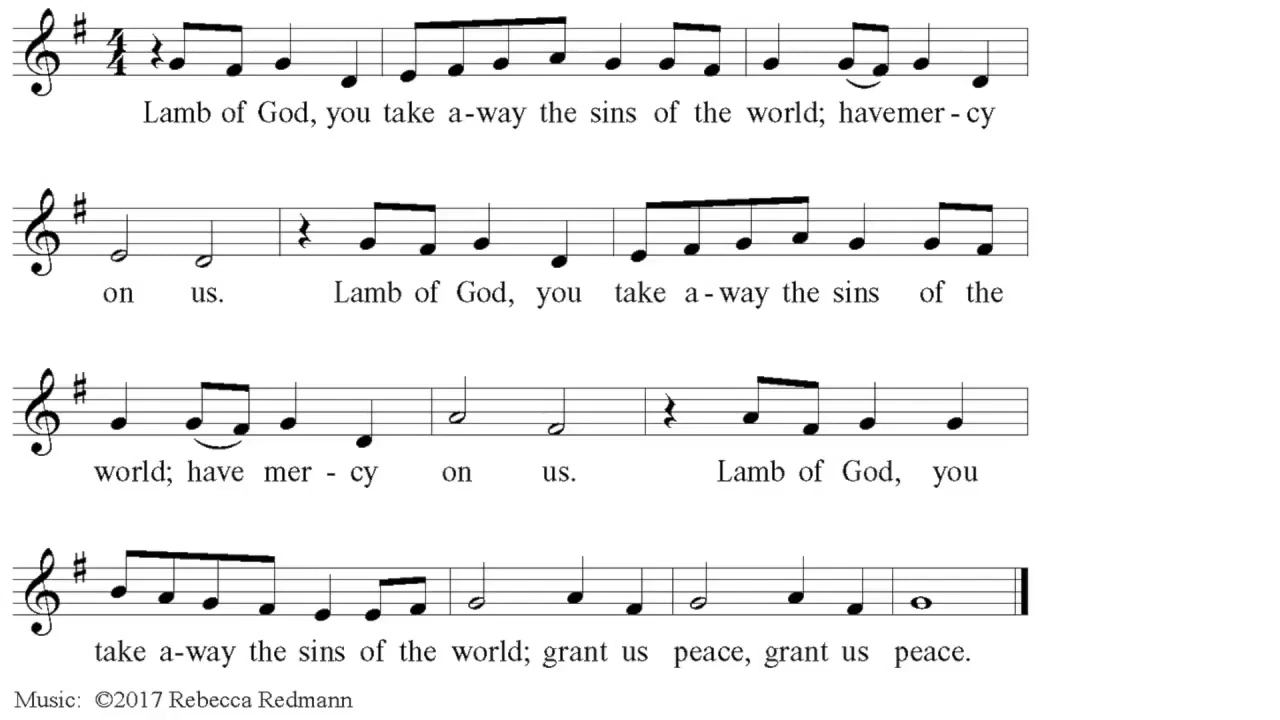 4
4
Lamb of God, you take a-way the sins of the world; havemer-cy
on us. Lamb of God, you take a-way the sins of the
world; have mer - cy on us. Lamb of God, you
take a-way the sins of the world; grant us peace, grant us peace.
Music: ©2017 Rebecca Redmann